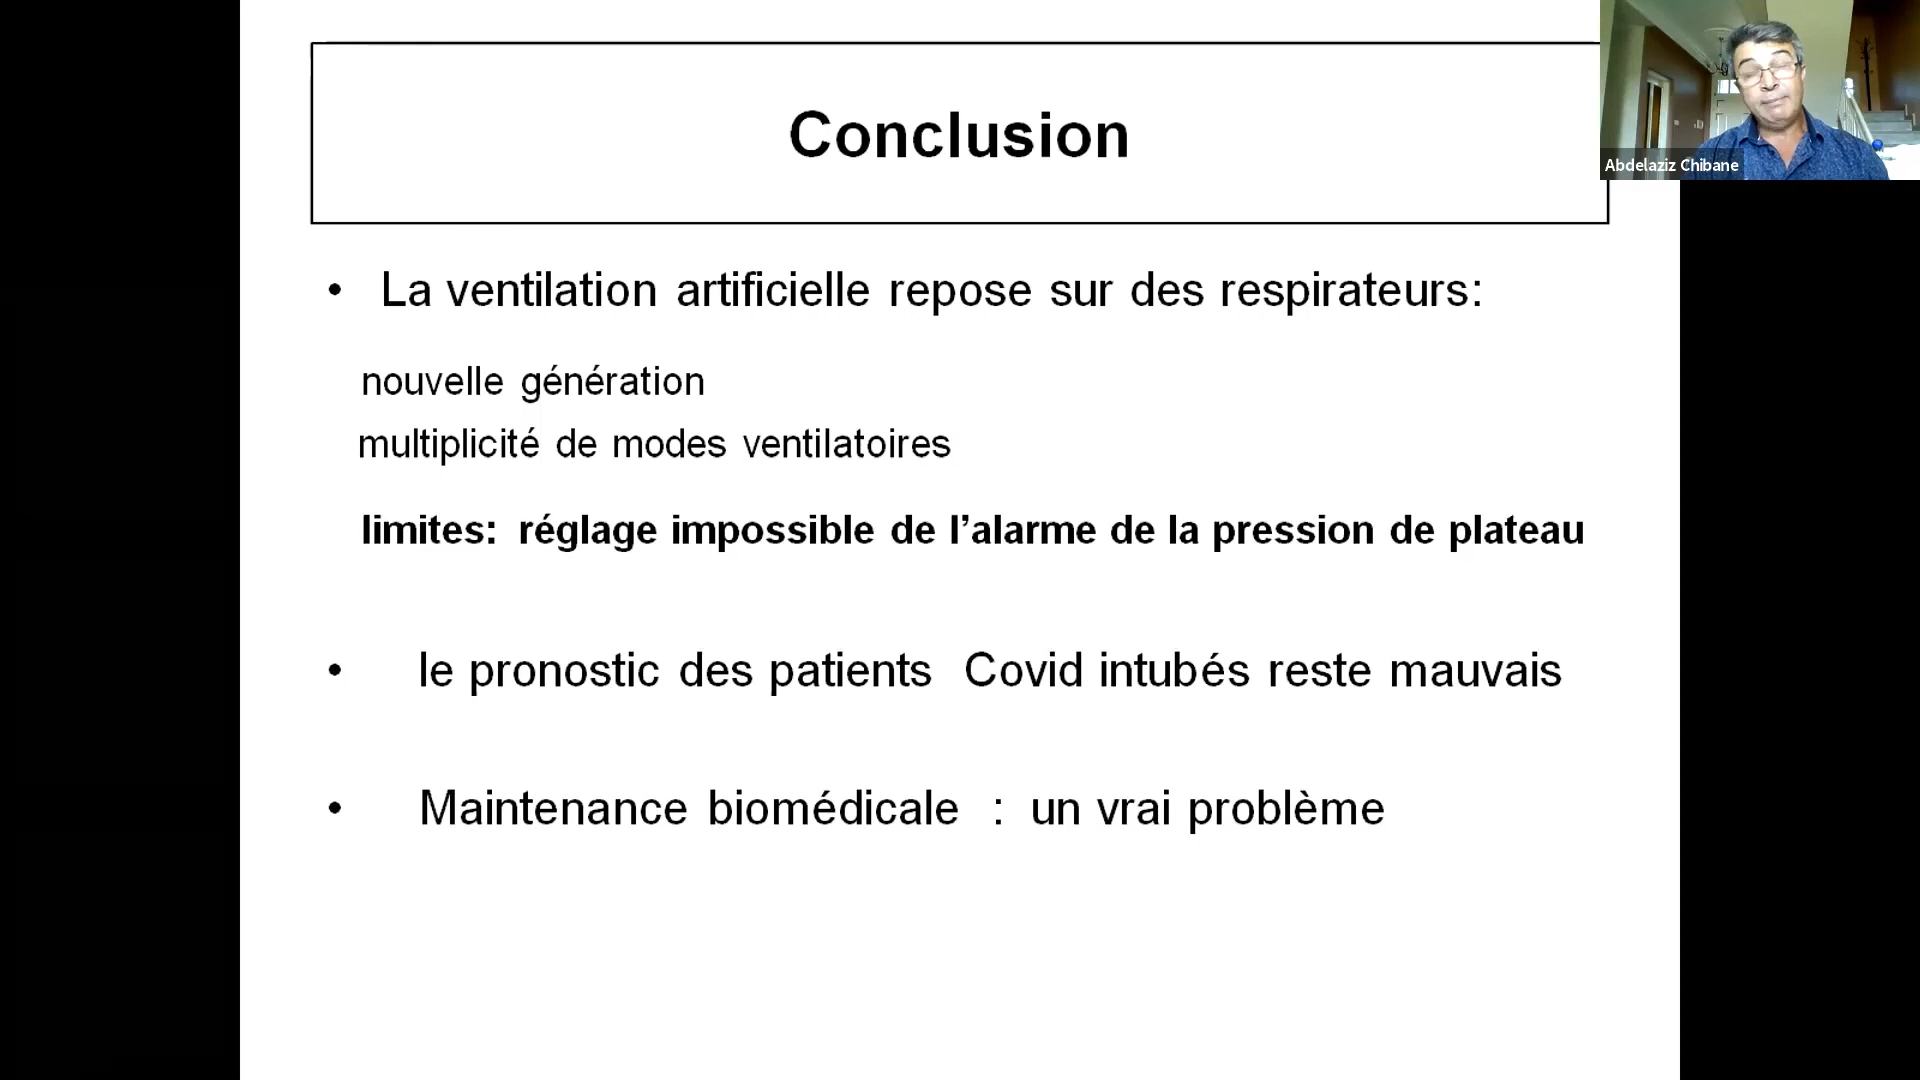 Conclusion
Abdelaziz Chibane
• La ventilation artificielle repose sur des respirateurs:
nouvelle génération
multiplicité de modes ventilatoires
limites: réglage impossible de l’alarme de la pression de plateau
• le pronostic des patients Covid intubés reste mauvais
• Maintenance biomédicale : un vrai problème